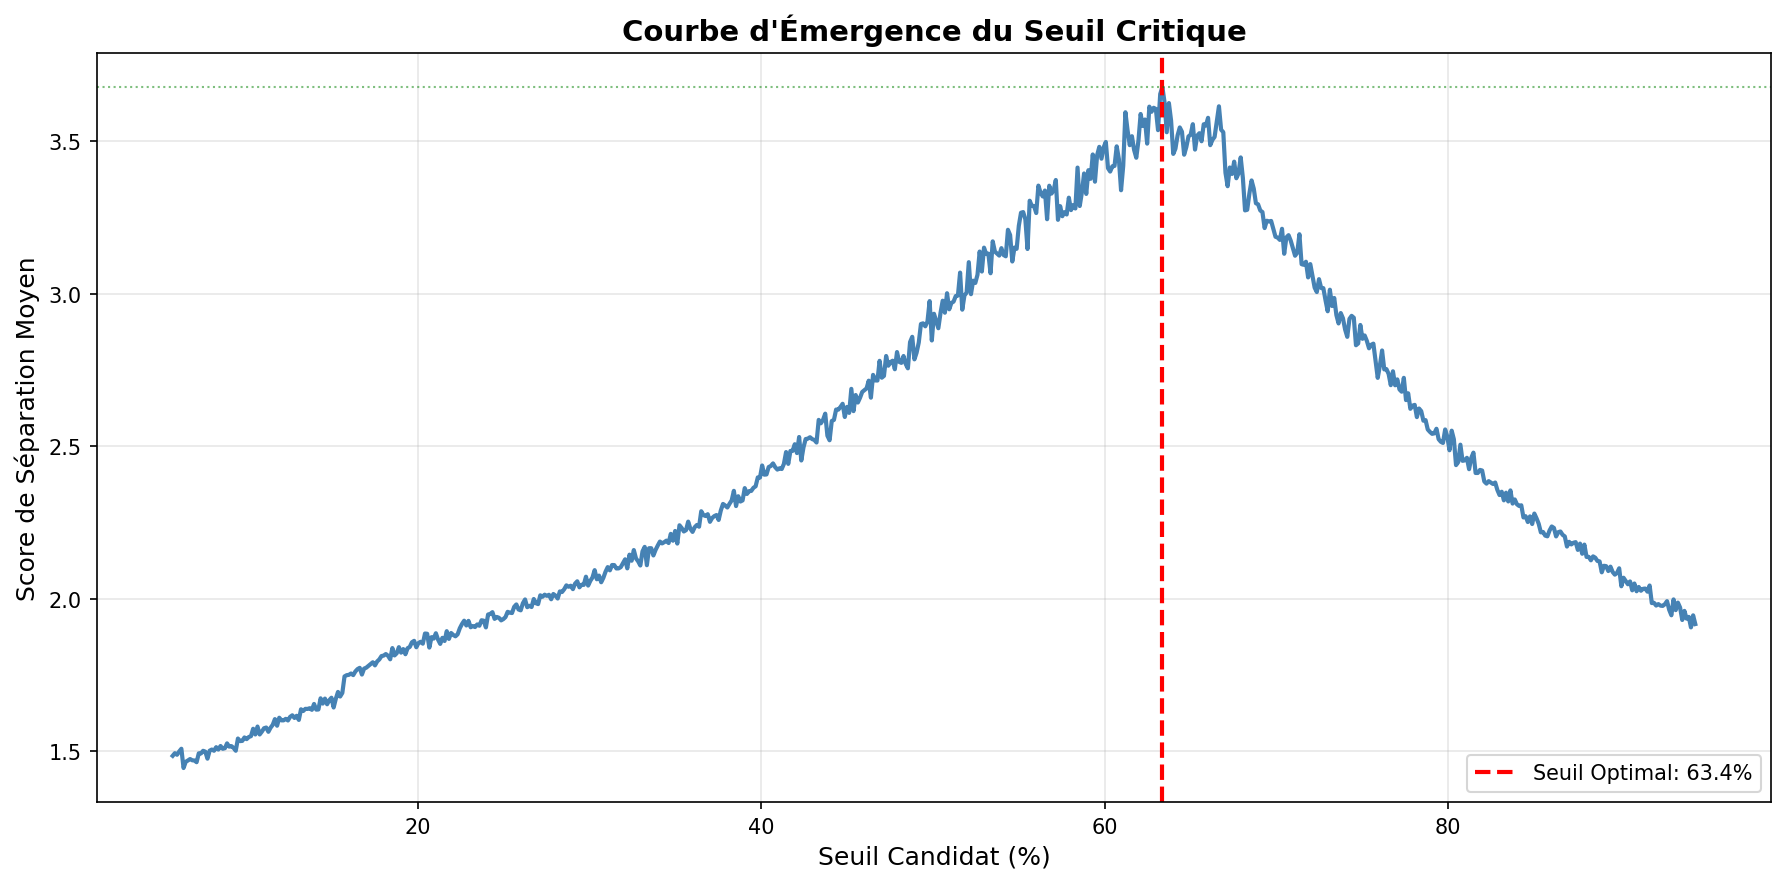 Courbe d'Émergence du Seuil Critique
Score de Séparation Moyen
3.5
3.0
2.5
2.0
1.5
20
40
60
80
Seuil Candidat (%)
Seuil Optimal: 63.4%